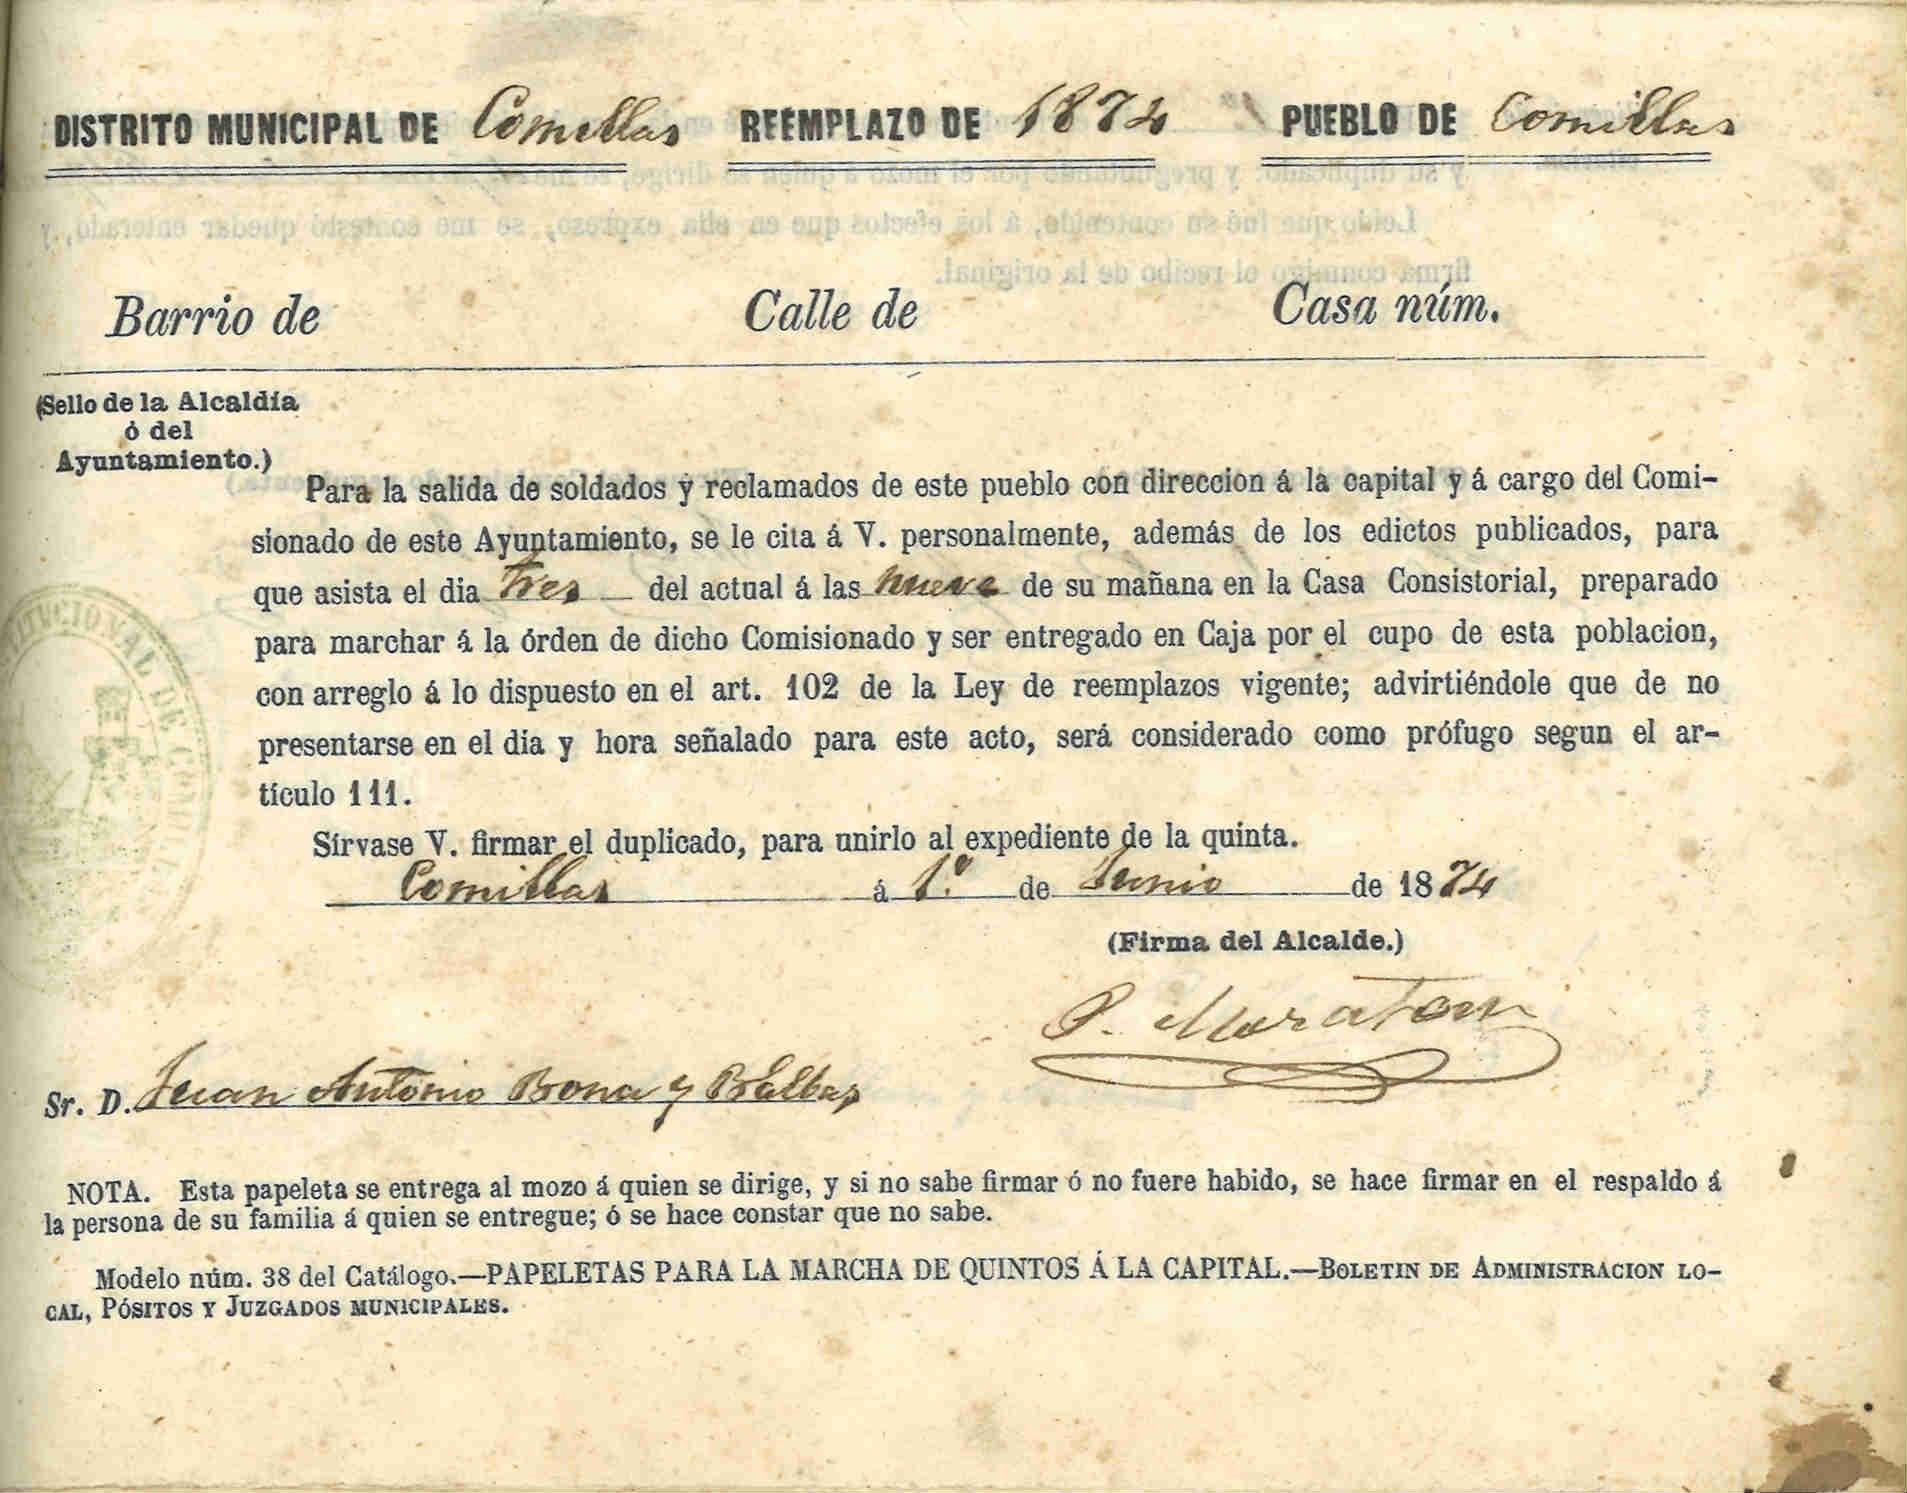 DISTRITO MUNICIPAL DE Comillas REEMPLAZO DE 1874 PUEBLO DE Comillas
Barrio de Calle de Casa núm.
(Sello de la Alcaldía
ó del
Ayuntamiento.)
Para la salida de soldados y reclamados de este pueblo con direccion á la capital y á cargo del Comi-
sionado de este Ayuntamiento, se le cita á V. personalmente, además de los edictos publicados, para
que asista el dia tres del actual á las nueve de su mañana en la Casa Consistorial, preparado
para marchar á la órden de dicho Comisionado y ser entregado en Caja por el cupo de esta poblacion,
con arreglo á lo dispuesto en el art. 102 de la Ley de reemplazos vigente; advirtiéndole que de no
presentarse en el dia y hora señalado para este acto, será considerado como prófugo segun el ar-
tículo 111.
Sírvase V. firmar el duplicado, para unirlo al expediente de la quinta.
Comillas á 1.º de Junio de 1874
(Firma del Alcalde.)
P. Moraton
Sr. D. Juan Antonio Bona y Balbas
NOTA. Esta papeleta se entrega al mozo á quien se dirige, y si no sabe firmar ó no fuere habido, se hace firmar en el respaldo á
la persona de su familia á quien se entregue; ó se hace constar que no sabe.
Modelo núm. 38 del Catálogo.—PAPELETAS PARA LA MARCHA DE QUINTOS Á LA CAPITAL.—BOLETIN DE ADMINISTRACION LO-
CAL, PÓSITOS Y JUZGADOS MUNICIPALES.